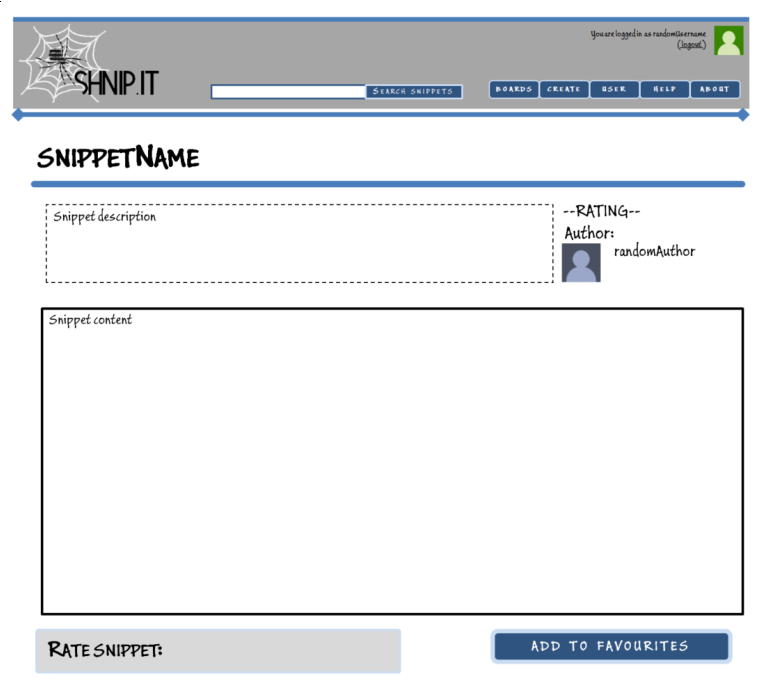 You are logged in as randomUsername
(logout)
SHNIP.IT
SEARCH SNIPPETS
BOARDS CREATE USER HELP ABOUT
SNIPPETNAME
Snippet description
--RATING--
Author:
randomAuthor
Snippet content
RATE SNIPPET:
ADD TO FAVOURITES